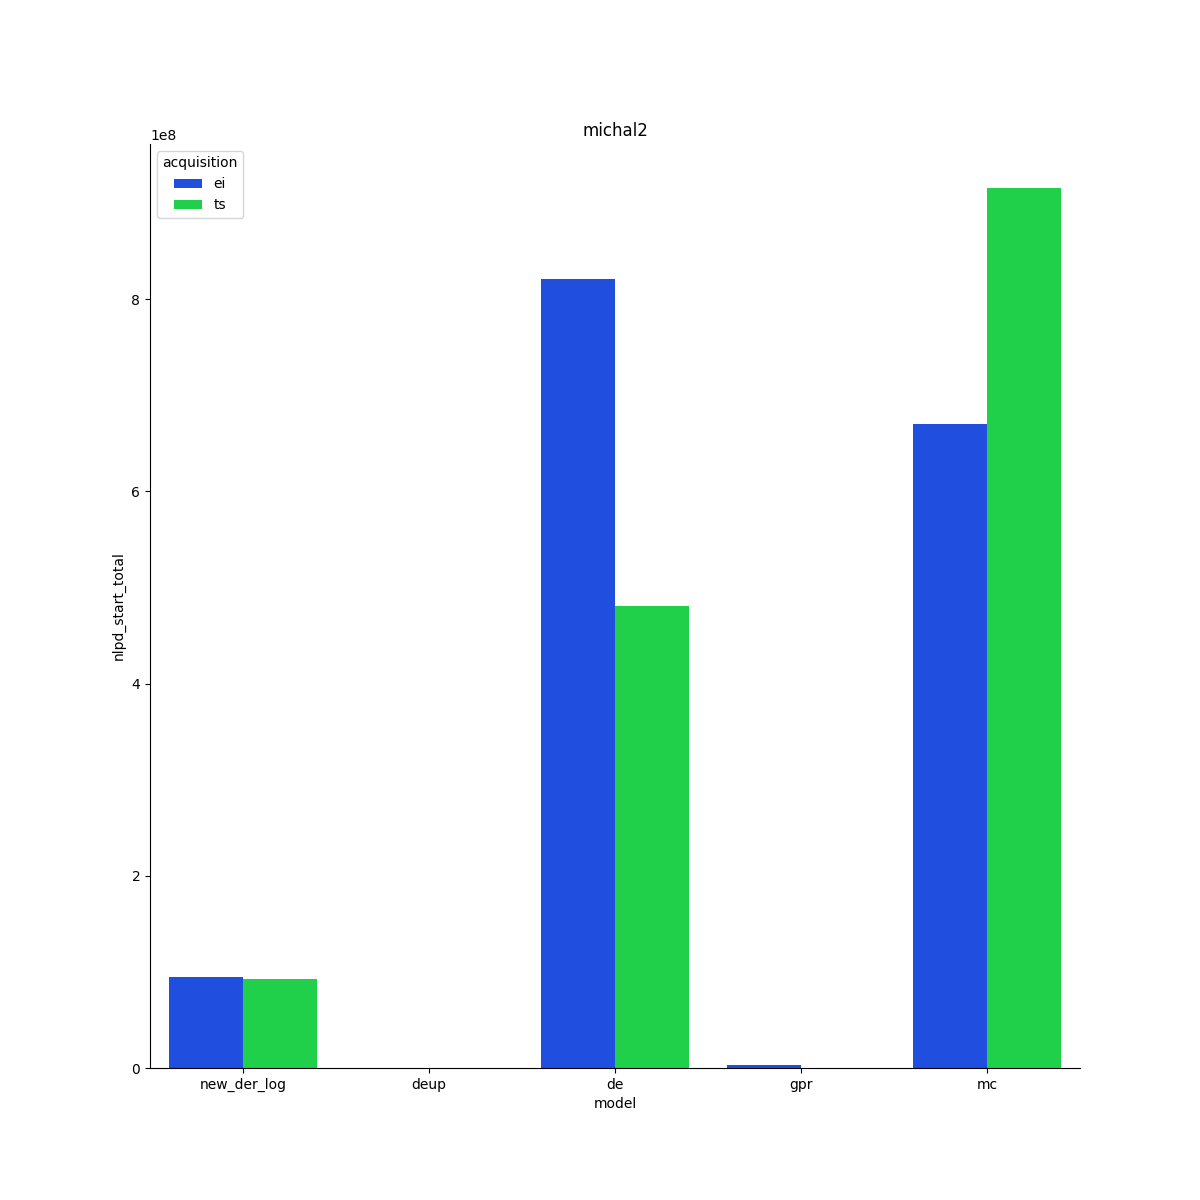 michal2
1e8
acquisition
ei
ts
8
6
4
2
0
nlpd_start_total
new_der_log deup de gpr mc
model